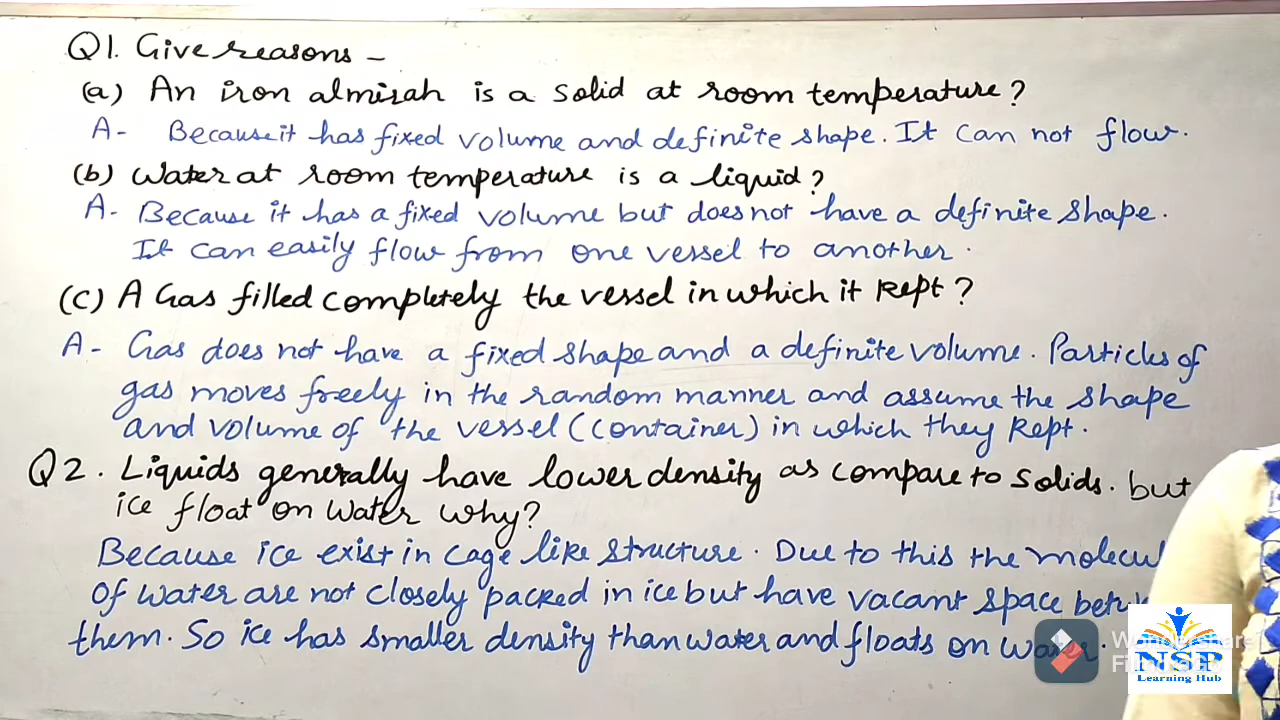 Q1. Give reasons -
(a) An iron almirah is a solid at room temperature?
A- Because it has fixed volume and definite shape. It can not flow.
(b) Water at room temperature is a liquid?
A- Because it has a fixed volume but does not have a definite shape.
It can easily flow from one vessel to another.
(c) A Gas filled completely the vessel in which it kept?
A- Gas does not have a fixed shape and a definite volume. Particles of
gas moves freely in the random manner and assume the shape
and volume of the vessel (container) in which they kept.
Q2. Liquids generally have lower density as compare to solids. but
ice float on water why?
Because ice exist in cage like structure. Due to this the
of water are not closely packed in ice but have vacant space
them. So ice has smaller density than water and floats on water.
Wondershare
NSP
Learning Hub